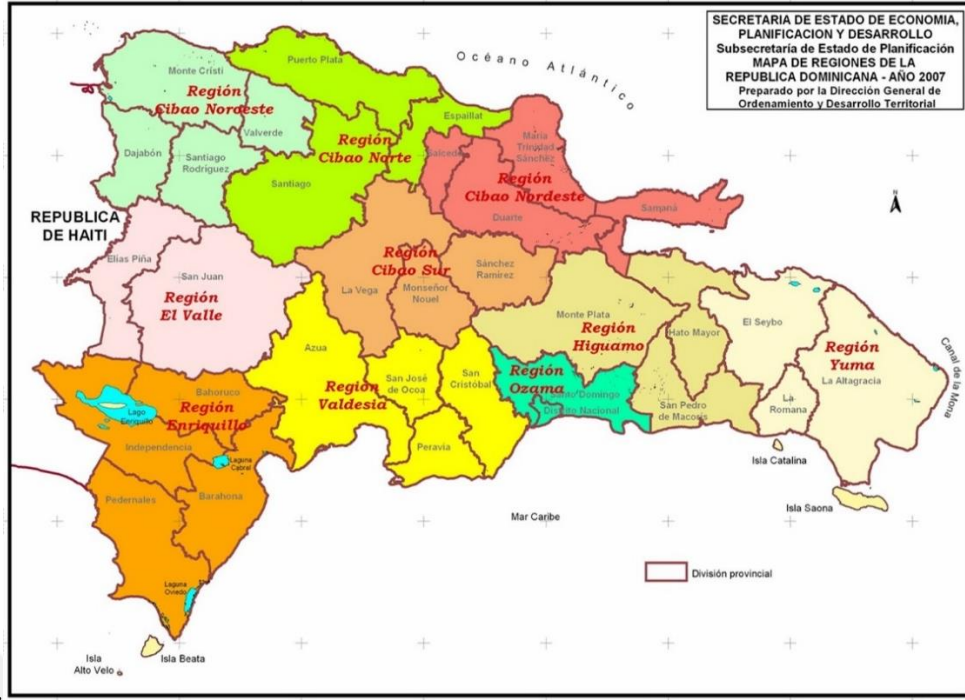 SECRETARIA DE ESTADO DE ECONOMIA,
PLANIFICACION Y DESARROLLO
Subsecretaría de Estado de Planificación
MAPA DE REGIONES DE LA
REPUBLICA DOMINICANA - AÑO 2007
Preparado por la Dirección General de
Ordenamiento y Desarrollo Territorial
Océano Atlántico
Puerto Plata
Monte Cristi
Región
Cibao Noroeste
Valverde
Espaillat
María
Trinidad
Sánchez
Región
Cibao Norte
Dajabón
Santiago
Rodríguez
Salcedo
Santiago
Región
Cibao Nordeste
Duarte
Samaná
N
REPUBLICA
DE HAITI
Elías Piña
San Juan
Región
El Valle
Región
Cibao Sur
La Vega
Monseñor
Nouel
Sánchez
Ramírez
Monte Plata
Región
Higuamo
Hato Mayor
El Seybo
Región
Yuma
La Altagracia
Canal de la Mona
Azua
San José
de Ocoa
San
Cristóbal
Región
Valdesia
Peravia
Región
Ozama
Santo Domingo
Distrito Nacional
San Pedro
de Macorís
La
Romana
Bahoruco
Región
Enriquillo
Lago
Enriquillo
Independencia
Laguna
Cabral
Pedernales
Barahona
Isla Catalina
Isla Saona
Mar Caribe
División provincial
Laguna
Oviedo
Isla
Alto Velo
Isla Beata